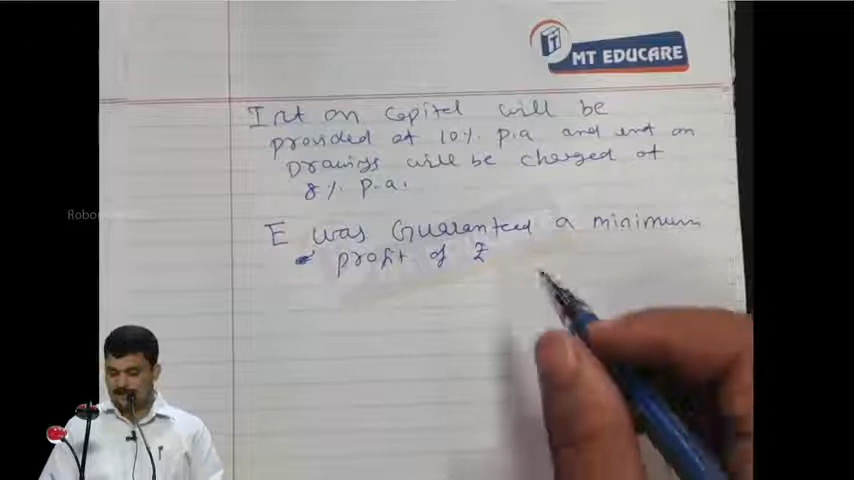 MT EDUCARE
Int on Capital will be
provided at 10% p.a and int on
Drawings will be charged at
8% p.a.
E was Guaranteed a minimum
profit of ₹
Robo